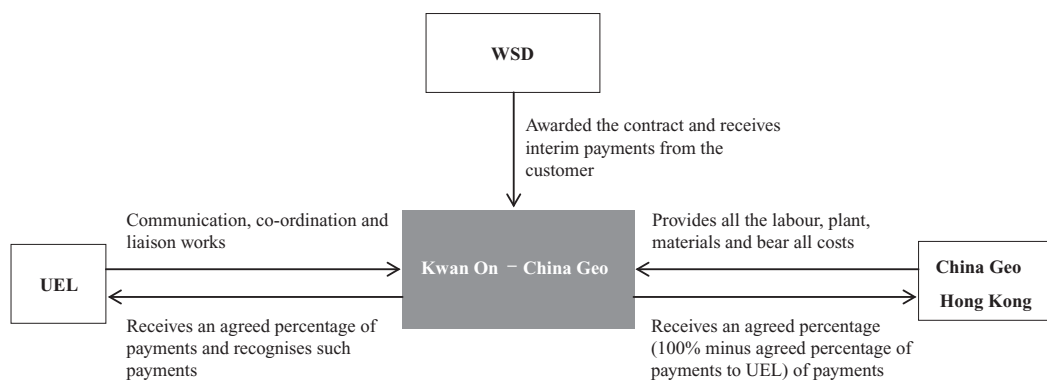 WSD
Awarded the contract and receives
interim payments from the
customer
Communication, co-ordination and
liaison works
Provides all the labour, plant,
materials and bear all costs
UEL
Kwan On – China Geo
China Geo
Hong Kong
Receives an agreed percentage of
payments and recognises such
payments
Receives an agreed percentage
(100% minus agreed percentage of
payments to UEL) of payments